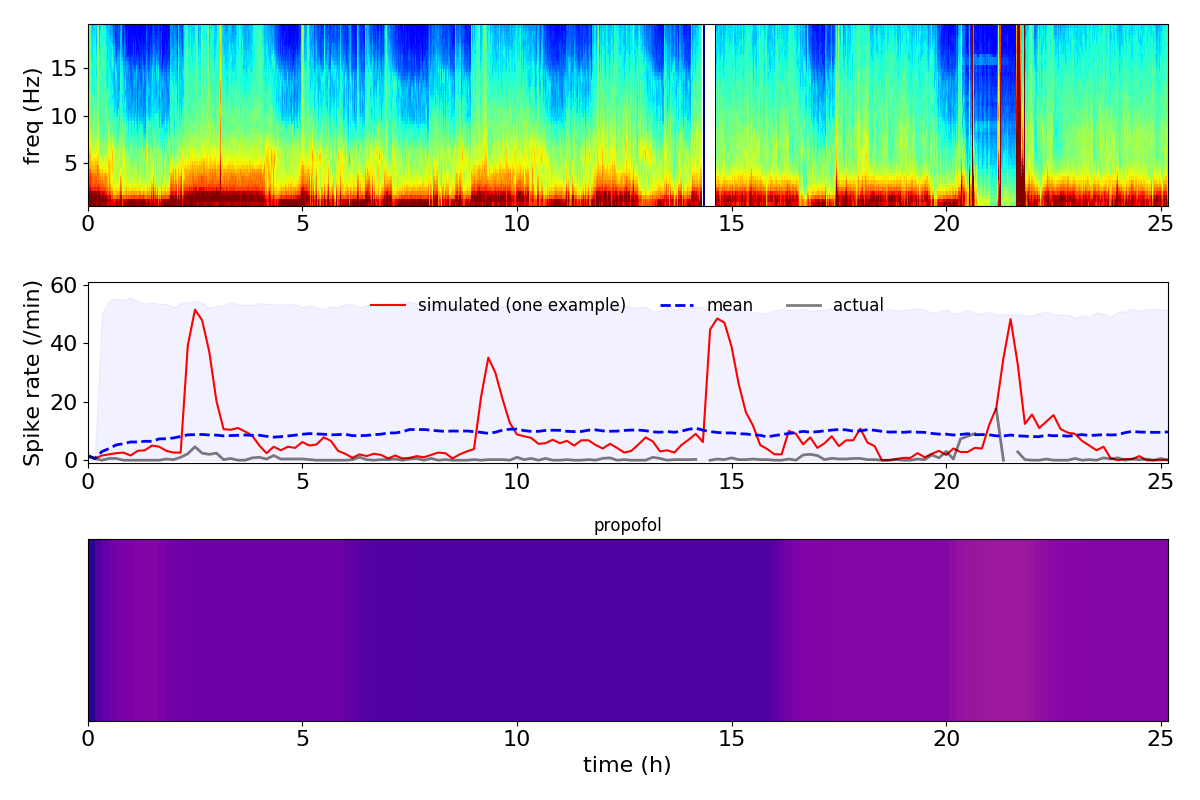 freq (Hz)
15
10
5
0 5 10 15 20 25
Spike rate (/min)
60
40
20
0
simulated (one example) mean actual
0 5 10 15 20 25
propofol
0 5 10 15 20 25
time (h)